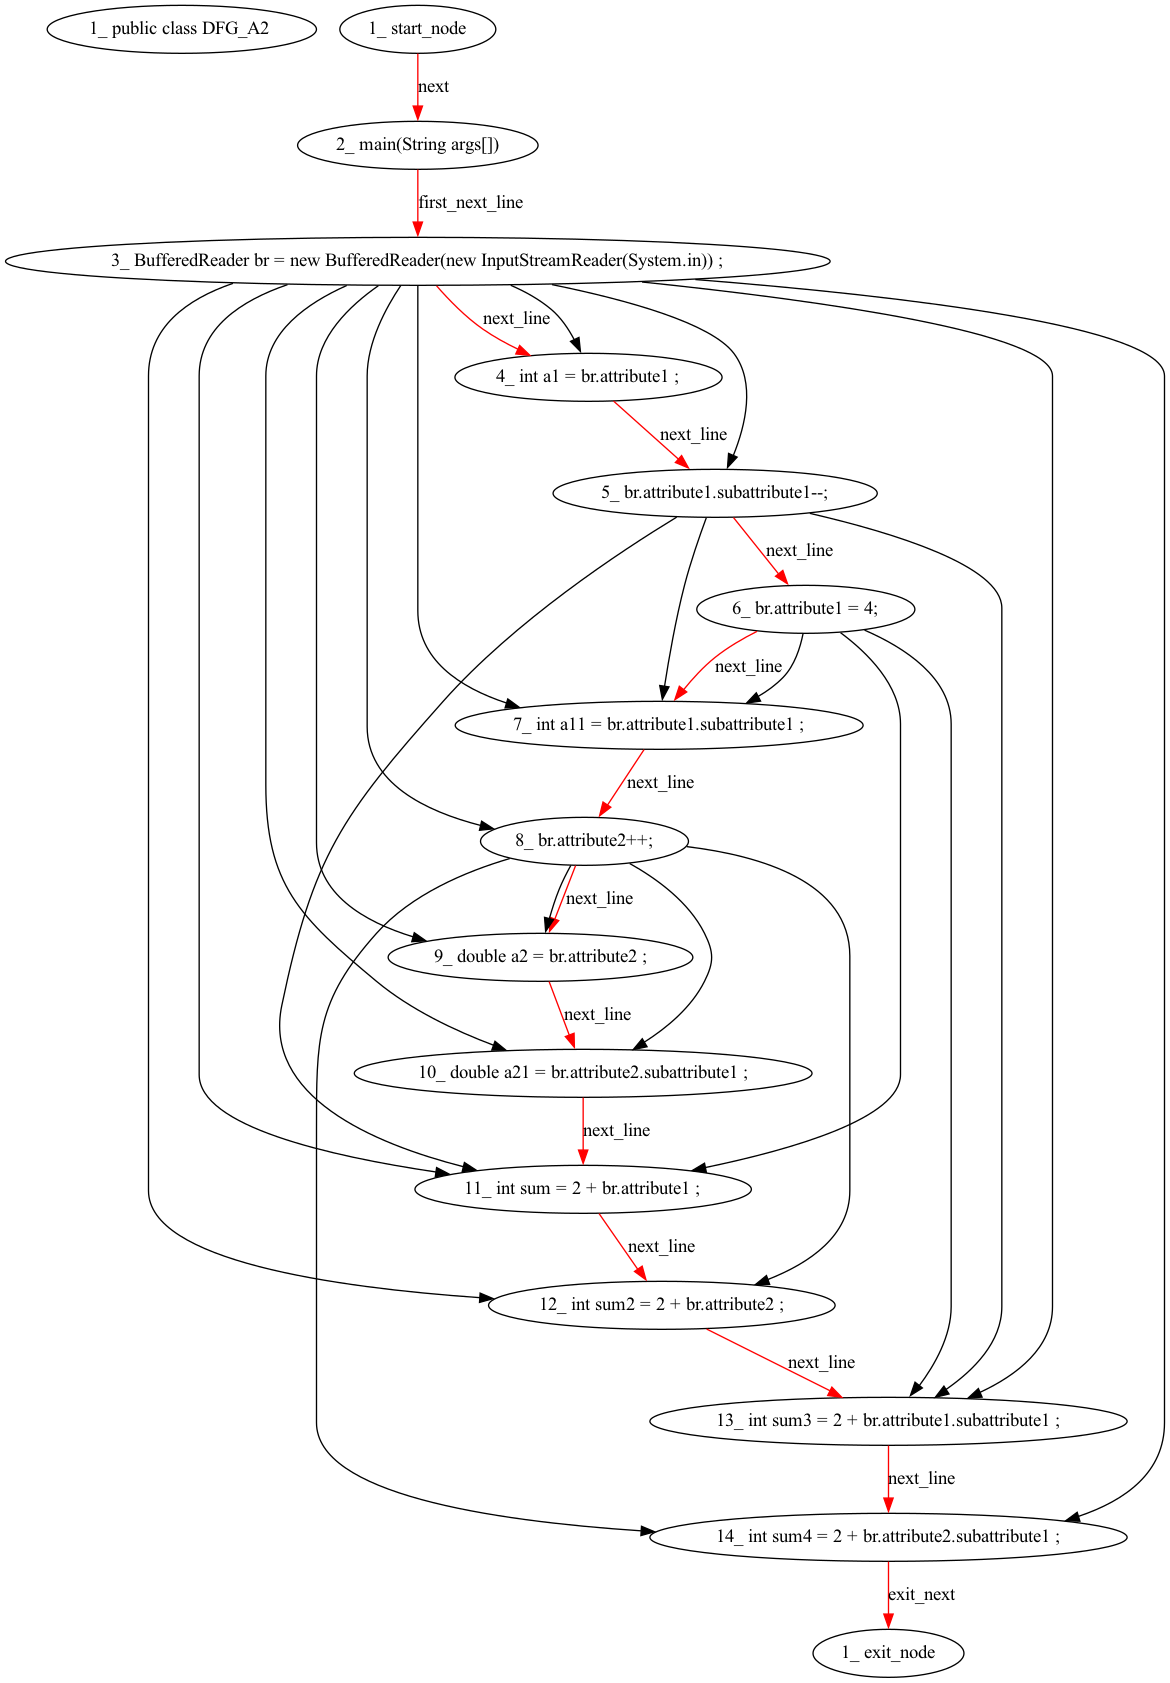 1_ public class DFG_A2
1_ start_node
next
2_ main(String args[])
first_next_line
3_ BufferedReader br = new BufferedReader(new InputStreamReader(System.in)) ;
next_line
4_ int a1 = br.attribute1 ;
next_line
5_ br.attribute1.subattribute1--;
next_line
6_ br.attribute1 = 4;
next_line
7_ int a11 = br.attribute1.subattribute1 ;
next_line
8_ br.attribute2++;
next_line
9_ double a2 = br.attribute2 ;
next_line
10_ double a21 = br.attribute2.subattribute1 ;
next_line
11_ int sum = 2 + br.attribute1 ;
next_line
12_ int sum2 = 2 + br.attribute2 ;
next_line
13_ int sum3 = 2 + br.attribute1.subattribute1 ;
next_line
14_ int sum4 = 2 + br.attribute2.subattribute1 ;
exit_next
1_ exit_node